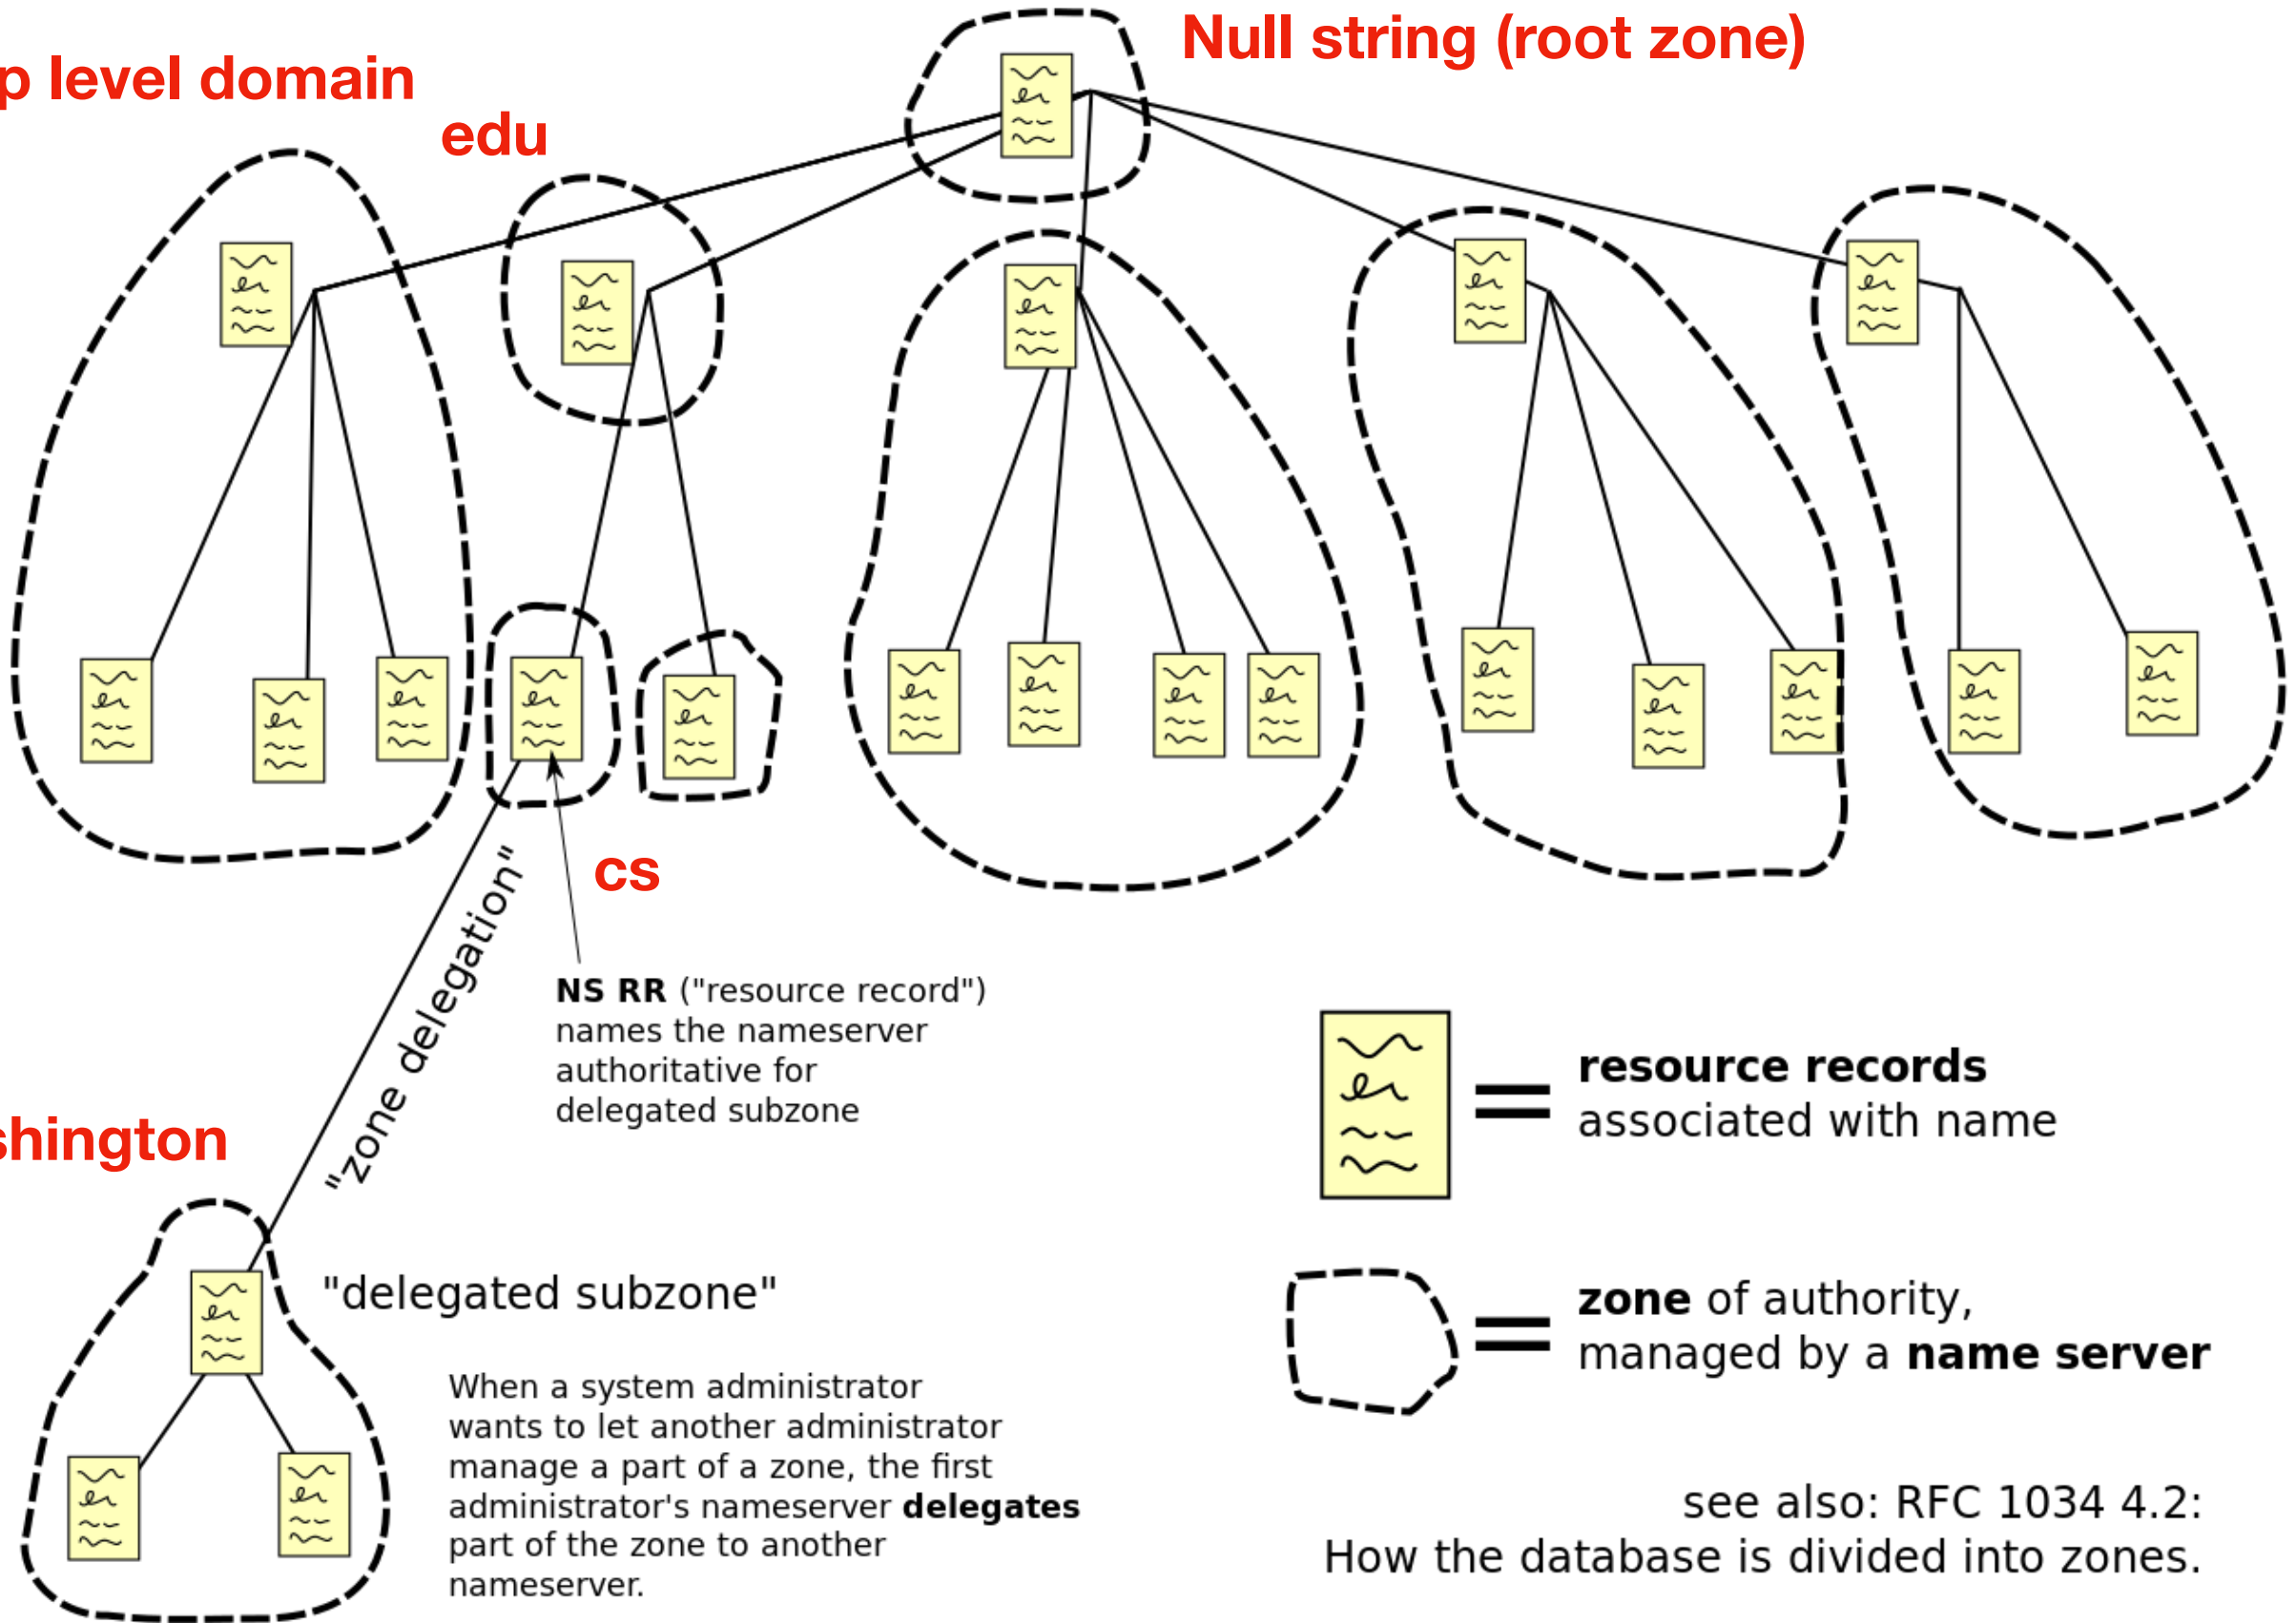 Null string (root zone)
p level domain
edu
cs
"zone delegation"
NS RR ("resource record")
names the nameserver
authoritative for
delegated subzone
resource records
associated with name
shington
"delegated subzone"
zone of authority,
managed by a name server
When a system administrator
wants to let another administrator
manage a part of a zone, the first
administrator's nameserver delegates
part of the zone to another
nameserver.
see also: RFC 1034 4.2:
How the database is divided into zones.